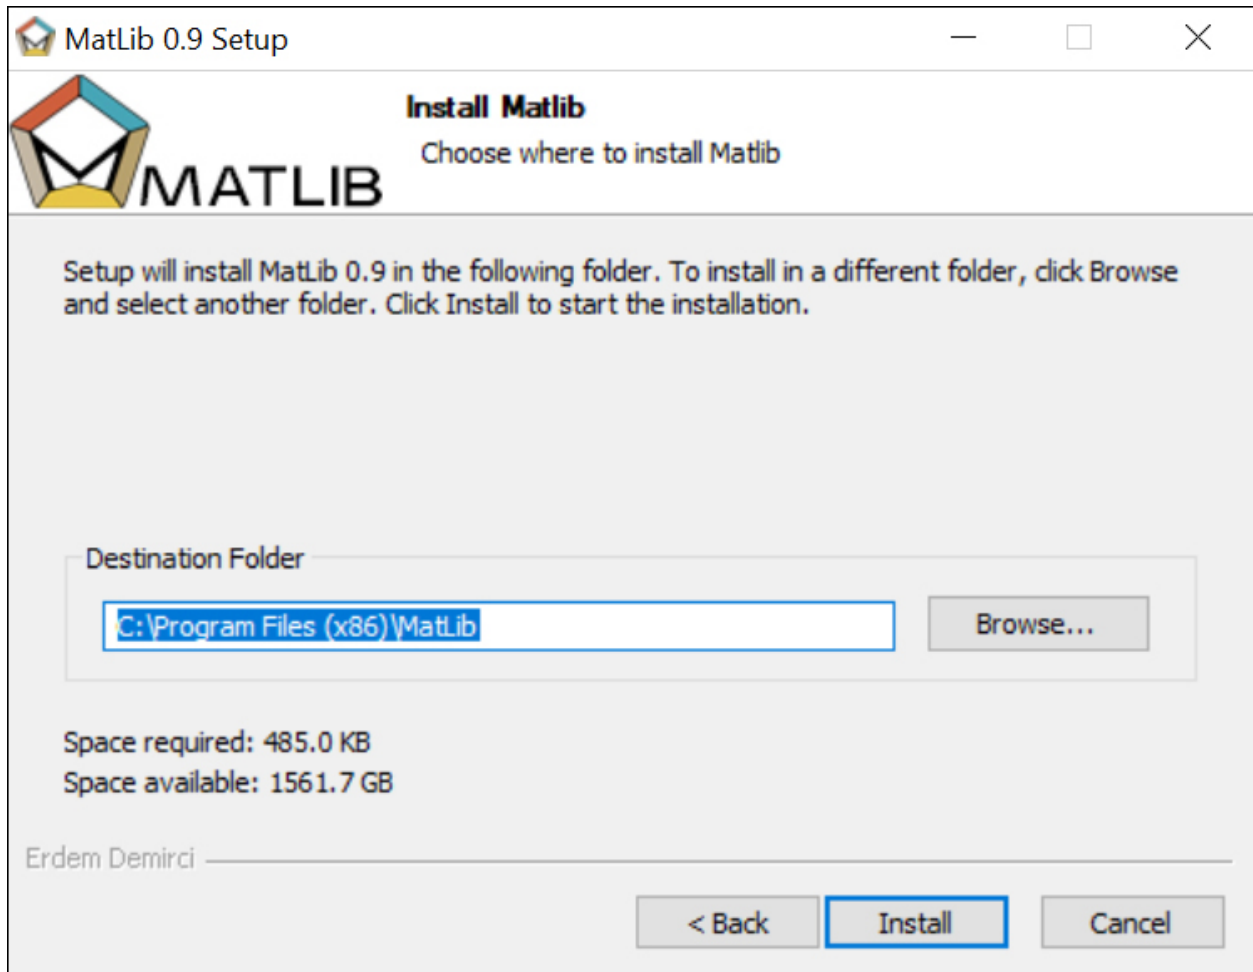 MatLib 0.9 Setup
MATLIB
Install Matlib
Choose where to install Matlib
Setup will install MatLib 0.9 in the following folder. To install in a different folder, click Browse
and select another folder. Click Install to start the installation.
Destination Folder
C:\Program Files (x86)\MatLib
Browse...
Space required: 485.0 KB
Space available: 1561.7 GB
Erdem Demirci
< Back
Install
Cancel